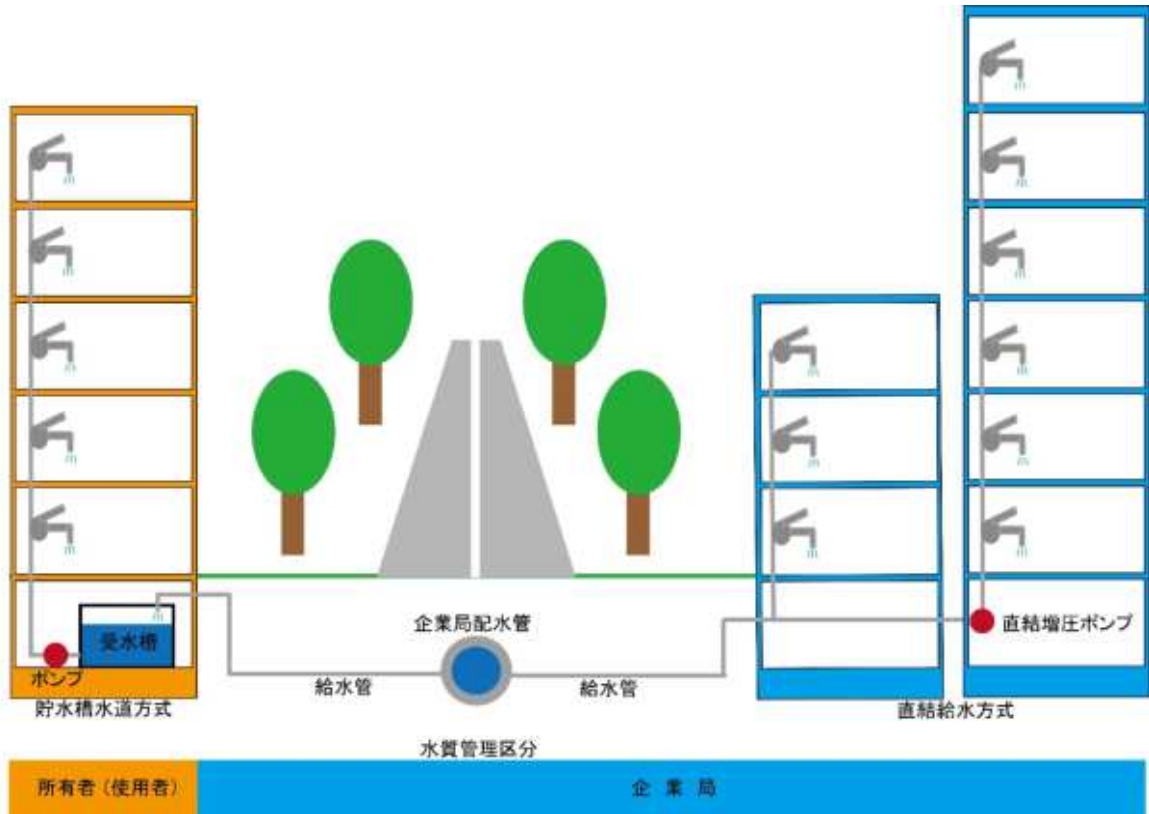 受水槽
ポンプ
貯水槽水道方式
企業局配水管
給水管
給水管
直結増圧ポンプ
直結給水方式
水質管理区分
所有者（使用者）
企業局